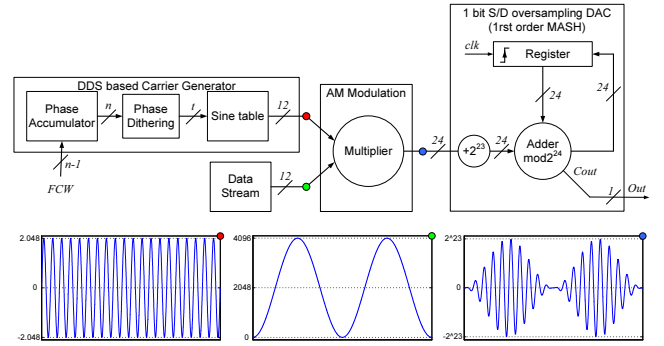 1 bit S/D oversampling DAC
(1rst order MASH)
clk
Register
24
24
DDS based Carrier Generator
Phase
Accumulator
n
Phase
Dithering
t
Sine table
12
n-1
FCW
AM Modulation
Multiplier
24
+2^23
24
Adder
mod2^24
Cout
1
Out
Data
Stream
12
2.048
0
-2.048
4096
2048
0
2^23
0
-2^23